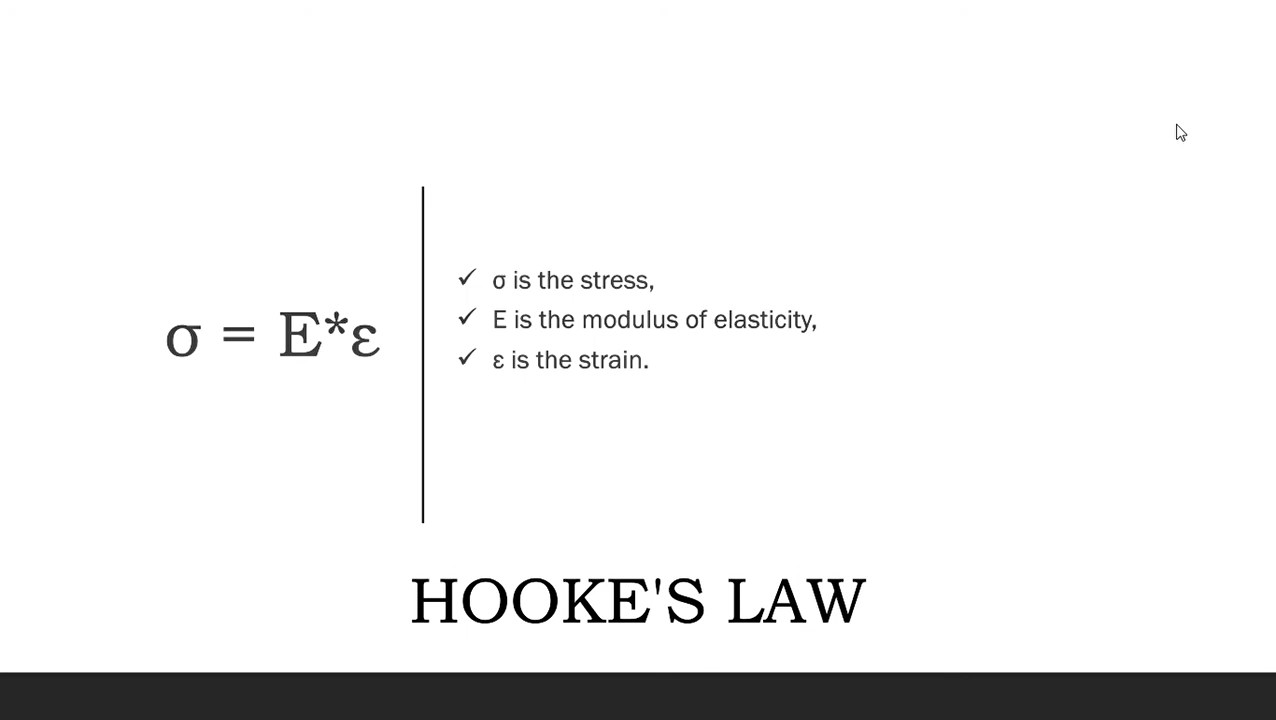 σ = E*ε
✓ σ is the stress,
✓ E is the modulus of elasticity,
✓ ε is the strain.
HOOKE'S LAW